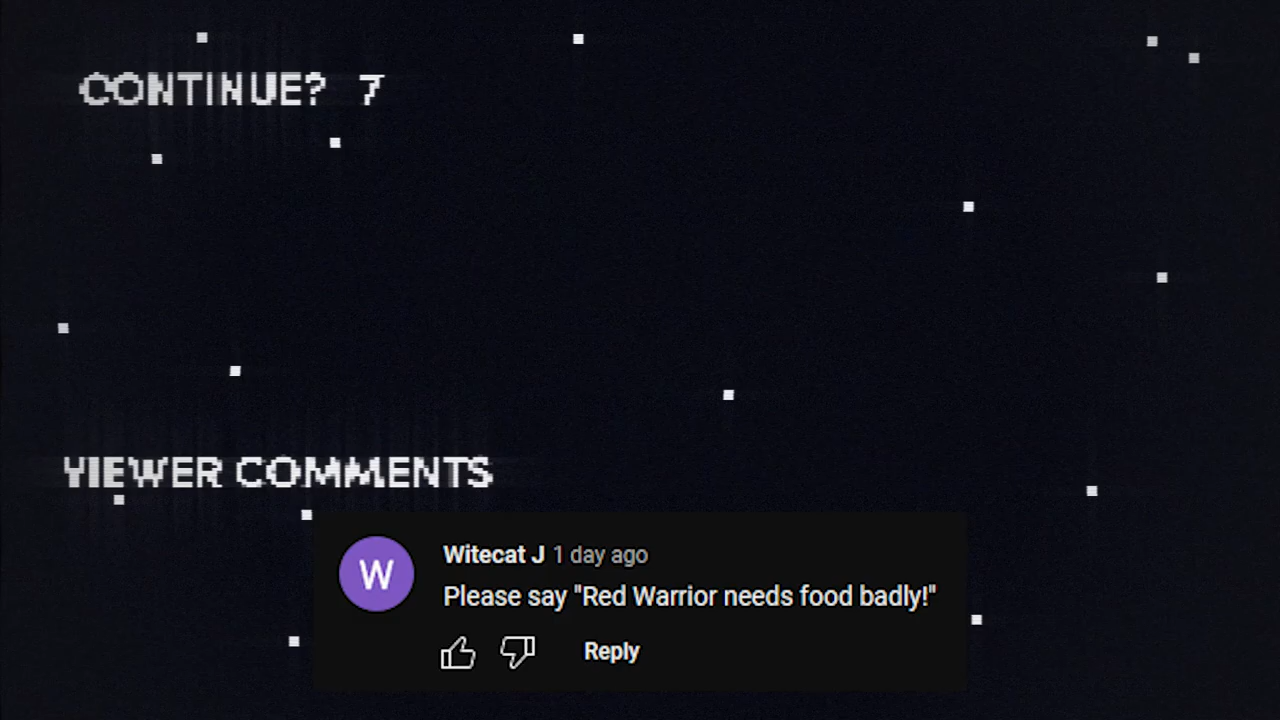 CONTINUE? 7
VIEWER COMMENTS
W
Witecat J 1 day ago
Please say "Red Warrior needs food badly!"
Reply